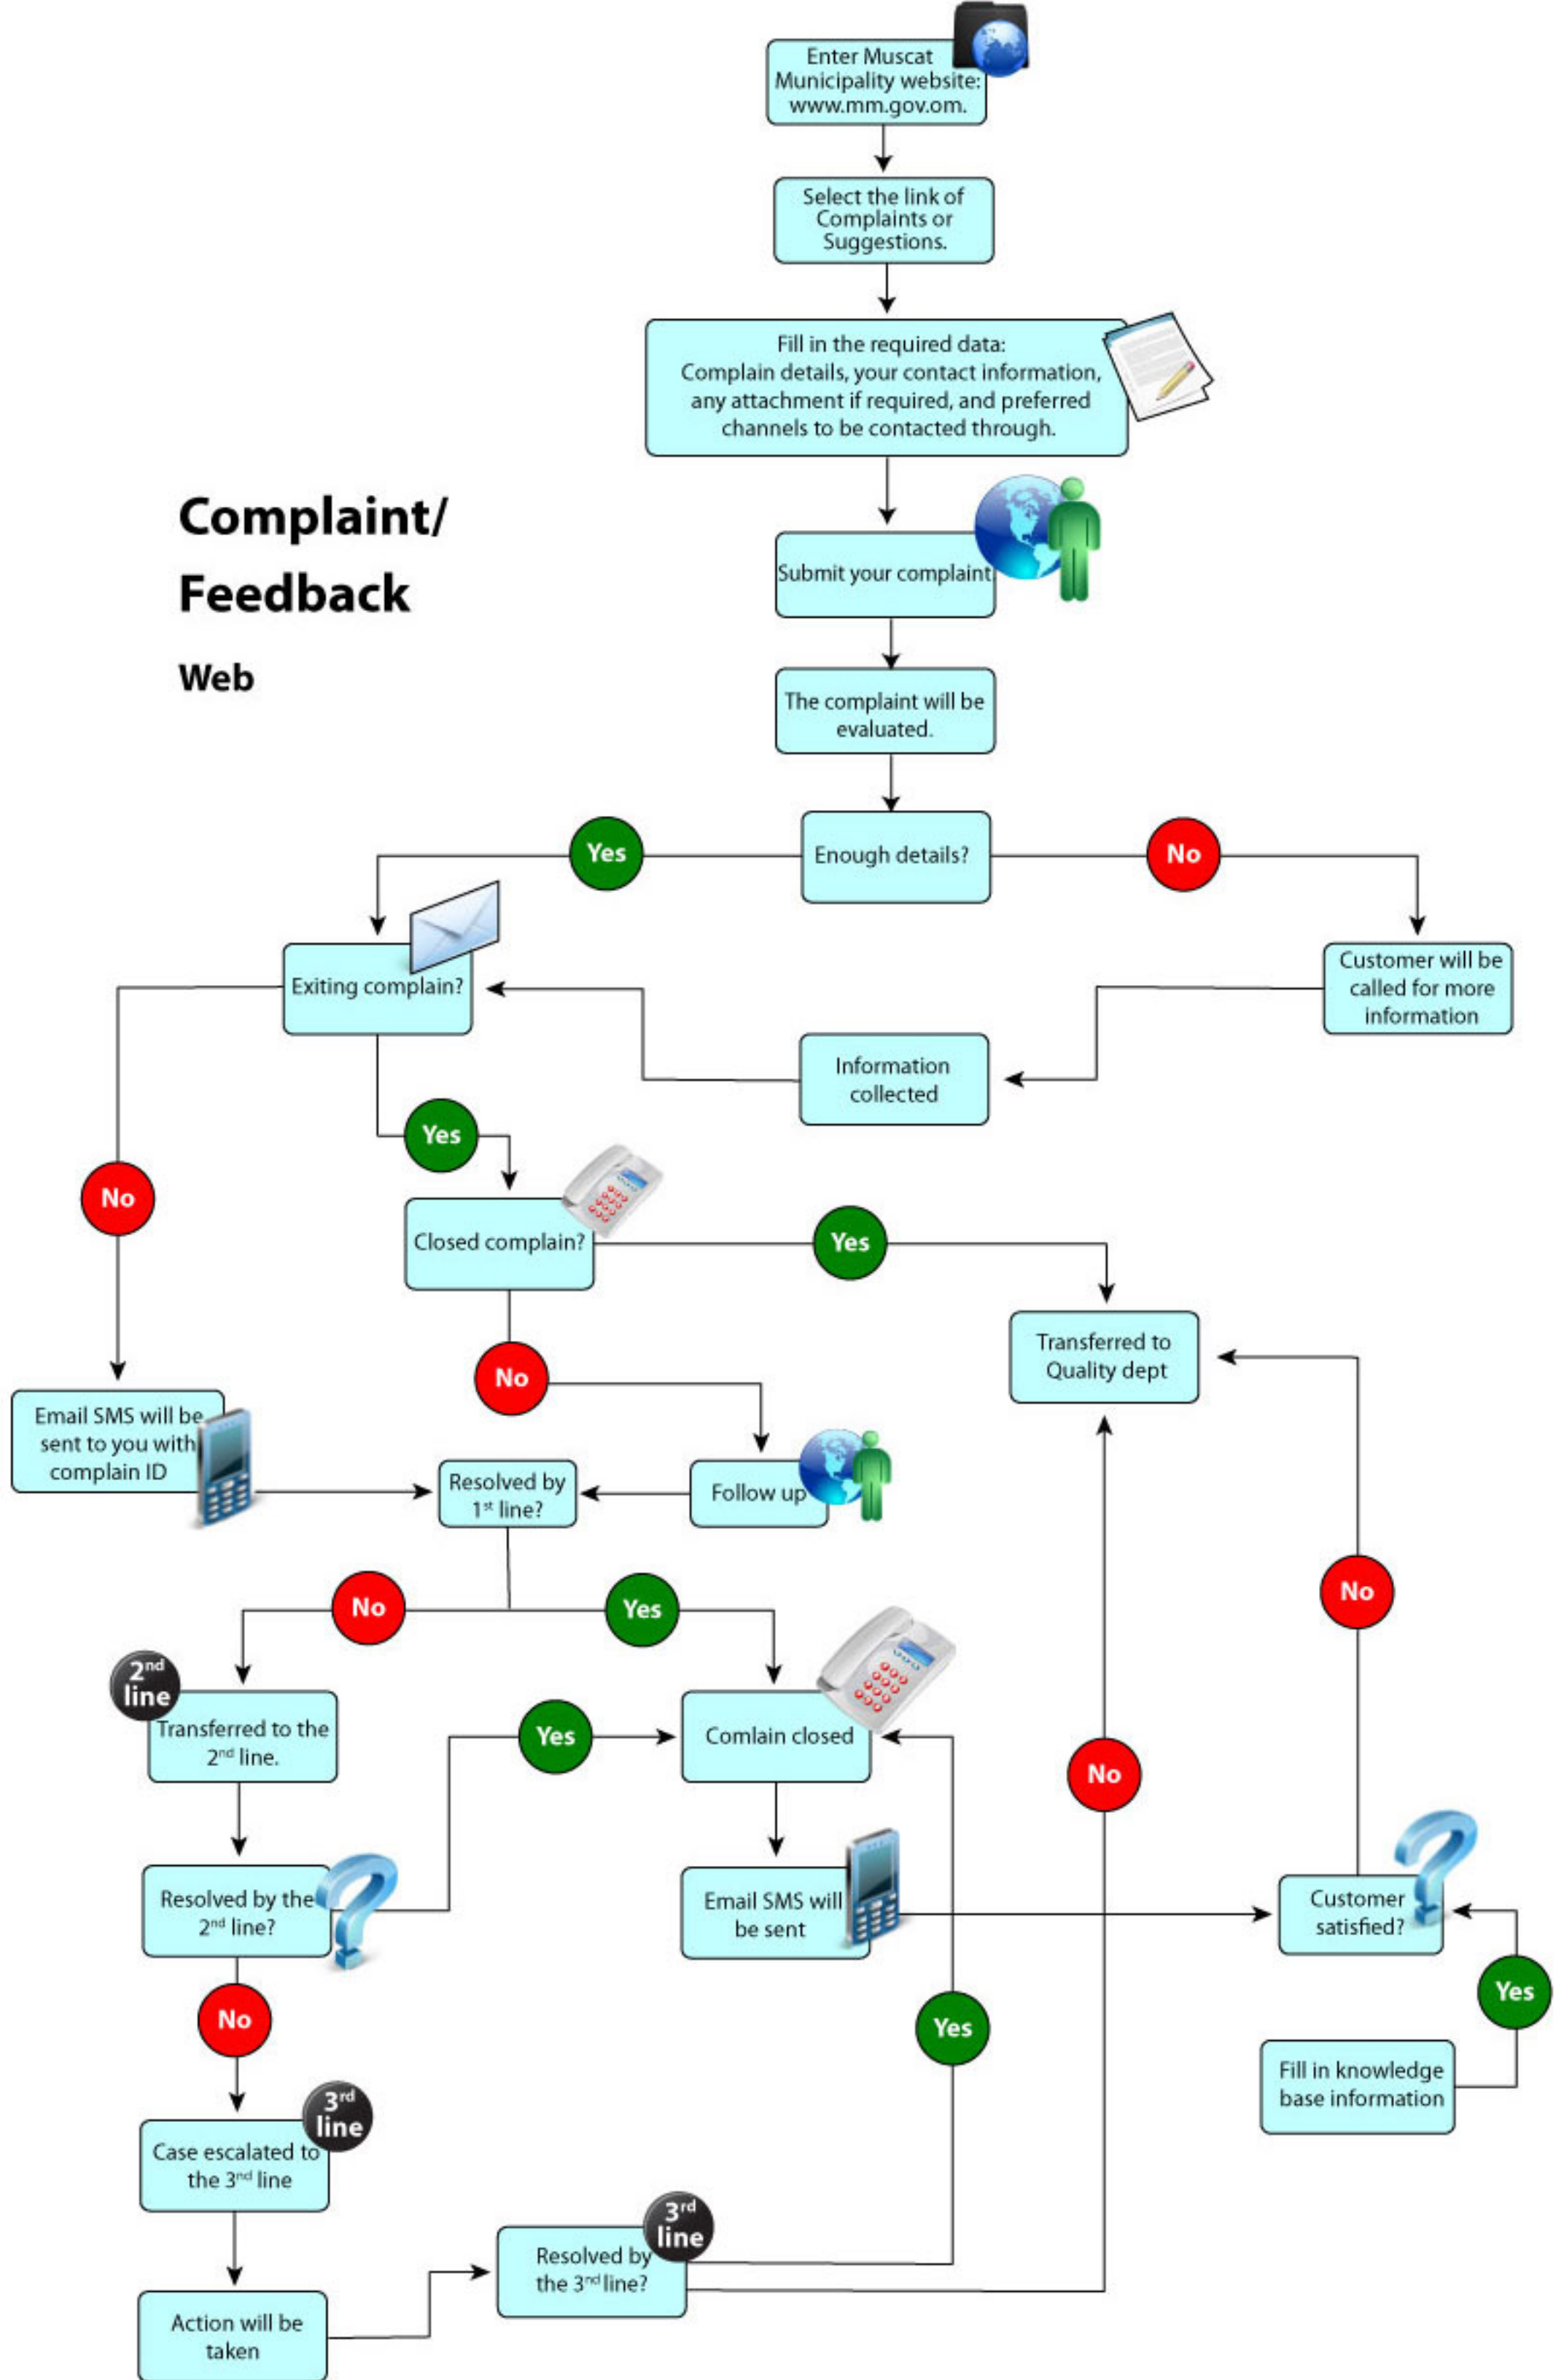 Enter Muscat
Municipality website:
www.mm.gov.om.
Select the link of
Complaints or
Suggestions.
Fill in the required data:
Complain details, your contact information,
any attachment if required, and preferred
channels to be contacted through.
Complaint/
Feedback
Web
Submit your complaint.
The complaint will be
evaluated.
Enough details?
Yes
No
Exiting complain?
Customer will be
called for more
information
Information
collected
Yes
No
Closed complain?
Yes
Transferred to
Quality dept
No
Email SMS will be
sent to you with
complain ID
Resolved by
1st line?
Follow up
No
Yes
No
2nd
line
Transferred to the
2nd line.
Yes
Comlain closed
No
Resolved by the
2nd line?
Email SMS will
be sent
Customer
satisfied?
Yes
No
Yes
Fill in knowledge
base information
3rd
line
Case escalated to
the 3nd line
3rd
line
Resolved by
the 3nd line?
Action will be
taken